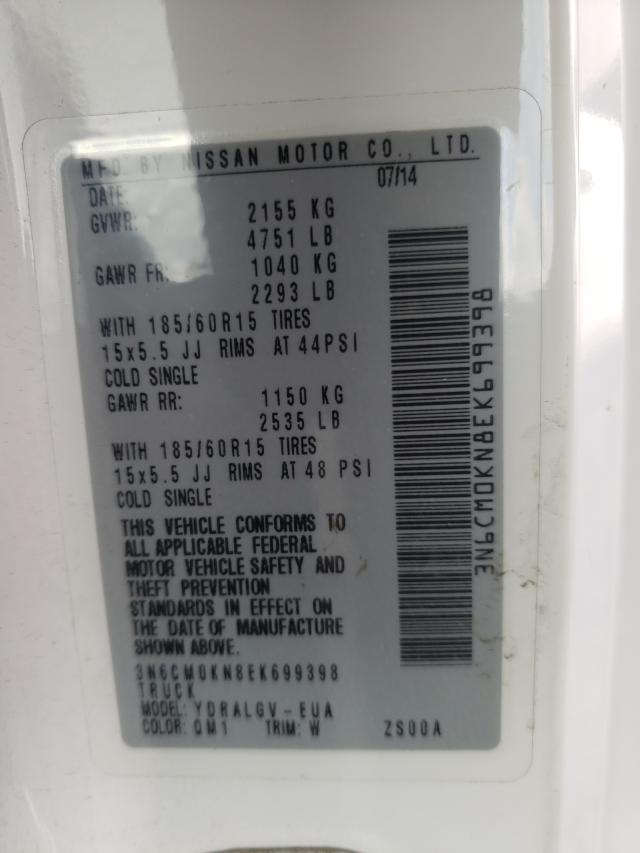 MFD. BY NISSAN MOTOR CO., LTD.
DATE: 07/14
GVWR: 2155 KG
4751 LB
GAWR FR: 1040 KG
2293 LB
WITH 185/60R15 TIRES
15x5.5 JJ RIMS AT 44PSI
COLD SINGLE
GAWR RR: 1150 KG
2535 LB
WITH 185/60R15 TIRES
15x5.5 JJ RIMS AT 48 PSI
COLD SINGLE
THIS VEHICLE CONFORMS TO
ALL APPLICABLE FEDERAL
MOTOR VEHICLE SAFETY AND
THEFT PREVENTION
STANDARDS IN EFFECT ON
THE DATE OF MANUFACTURE
SHOWN ABOVE.
3N6CM0KN8EK699398
TRUCK
MODEL: YDRALGV-EUA
COLOR: QM1 TRIM: W ZS00A
3N6CM0KN8EK699398